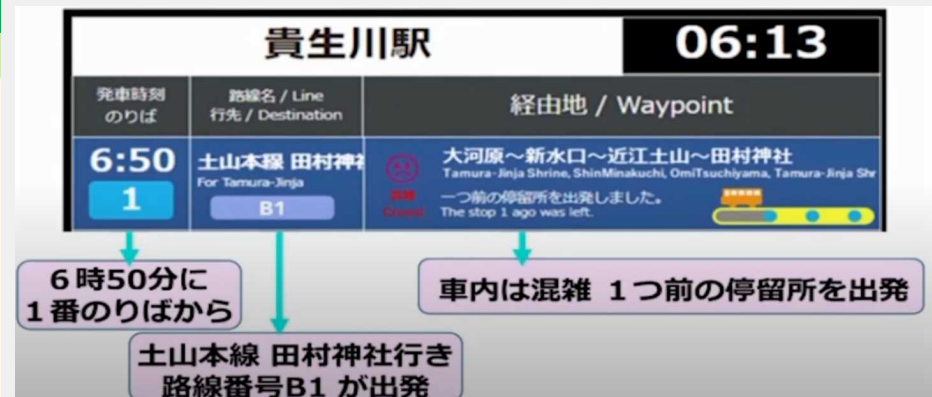 貴生川駅
06:13
発車時刻
のりば
路線名 / Line
行先 / Destination
経由地 / Waypoint
6:50
1
土山本線 田村神社
For Tamura-Jinja
B1
混雑
Crowd
大河原~新水口~近江土山~田村神社
Tamura-Jinja Shrine, ShinMinakuchi, OmiTsuchiyama, Tamura-Jinja Shr
一つ前の停留所を出発しました。
The stop 1 ago was left.
6時50分に
1番のりばから
土山本線 田村神社行き
路線番号B1 が出発
車内は混雑 1つ前の停留所を出発